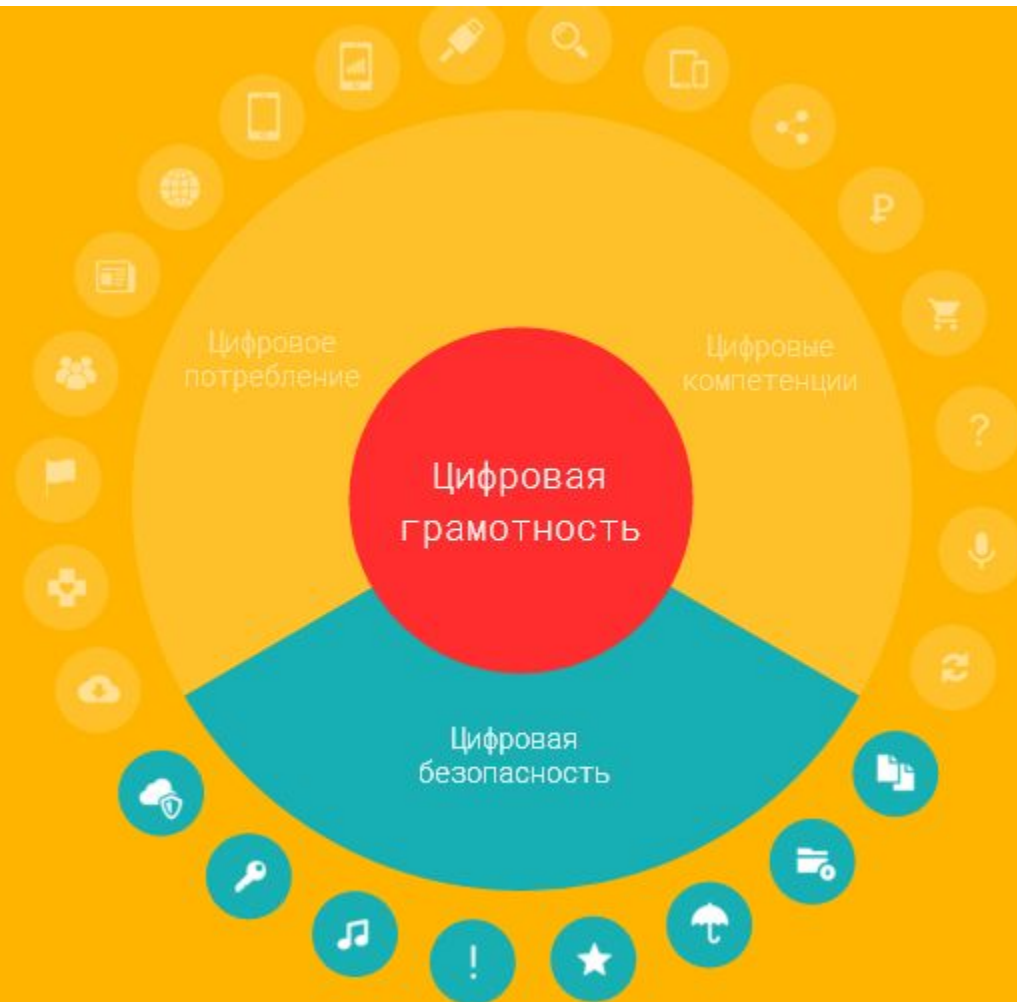 Цифровое
потребление
Цифровые
компетенции
Цифровая
грамотность
Цифровая
безопасность